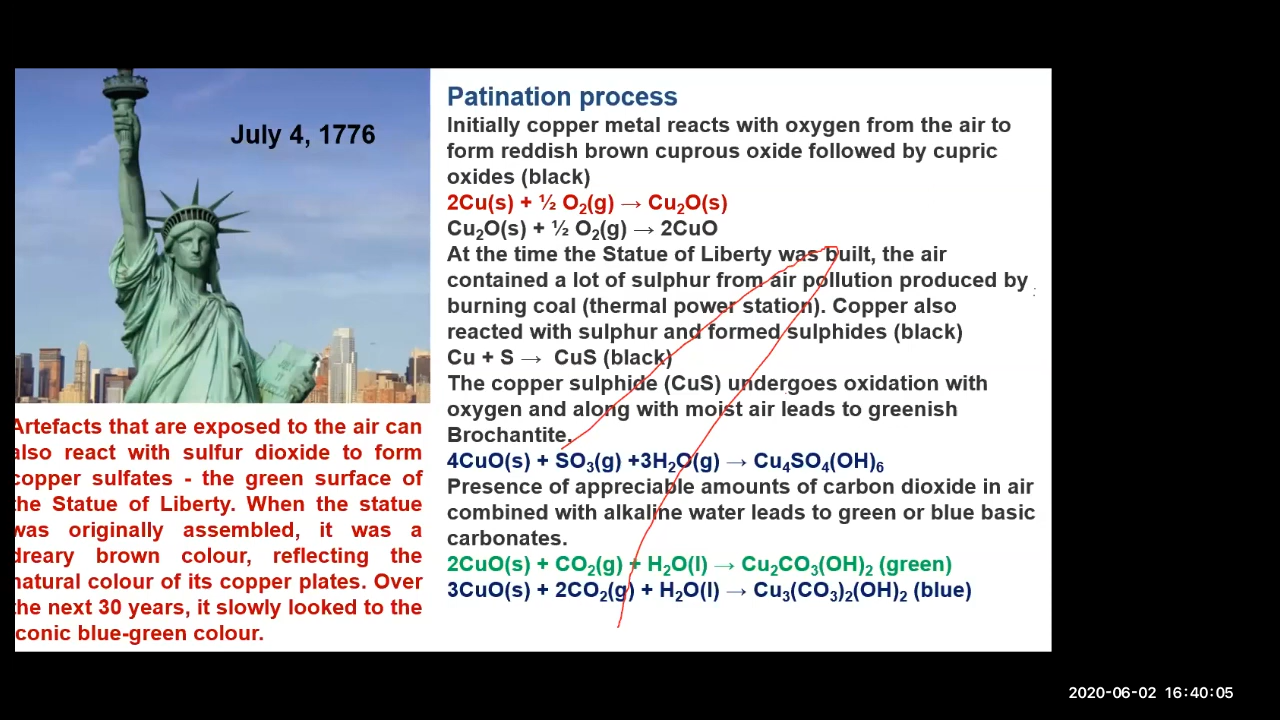 July 4, 1776
Artefacts that are exposed to the air can
also react with sulfur dioxide to form
copper sulfates - the green surface of
the Statue of Liberty. When the statue
was originally assembled, it was a
dreary brown colour, reflecting the
natural colour of its copper plates. Over
the next 30 years, it slowly looked to the
iconic blue-green colour.
Patination process
Initially copper metal reacts with oxygen from the air to
form reddish brown cuprous oxide followed by cupric
oxides (black)
2Cu(s) + ½ O₂(g) → Cu₂O(s)
Cu₂O(s) + ½ O₂(g) → 2CuO
At the time the Statue of Liberty was built, the air
contained a lot of sulphur from air pollution produced by
burning coal (thermal power station). Copper also
reacted with sulphur and formed sulphides (black)
Cu + S → CuS (black)
The copper sulphide (CuS) undergoes oxidation with
oxygen and along with moist air leads to greenish
Brochantite.
4CuO(s) + SO₃(g) +3H₂O(g) → Cu₄SO₄(OH)₆
Presence of appreciable amounts of carbon dioxide in air
combined with alkaline water leads to green or blue basic
carbonates.
2CuO(s) + CO₂(g) + H₂O(l) → Cu₂CO₃(OH)₂ (green)
3CuO(s) + 2CO₂(g) + H₂O(l) → Cu₃(CO₃)₂(OH)₂ (blue)
2020-06-02 16:40:05